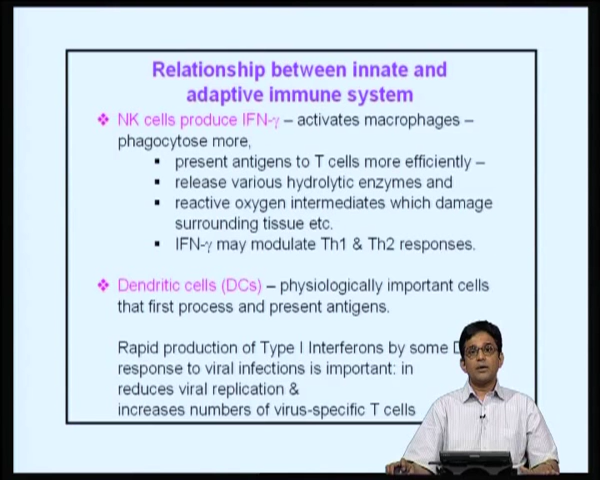 Relationship between innate and
adaptive immune system
❖ NK cells produce IFN-γ – activates macrophages –
phagocytose more,
▪ present antigens to T cells more efficiently –
▪ release various hydrolytic enzymes and
▪ reactive oxygen intermediates which damage
surrounding tissue etc.
▪ IFN-γ may modulate Th1 & Th2 responses.
❖ Dendritic cells (DCs) – physiologically important cells
that first process and present antigens.
Rapid production of Type I Interferons by some
response to viral infections is important: in
reduces viral replication &
increases numbers of virus-specific T cells